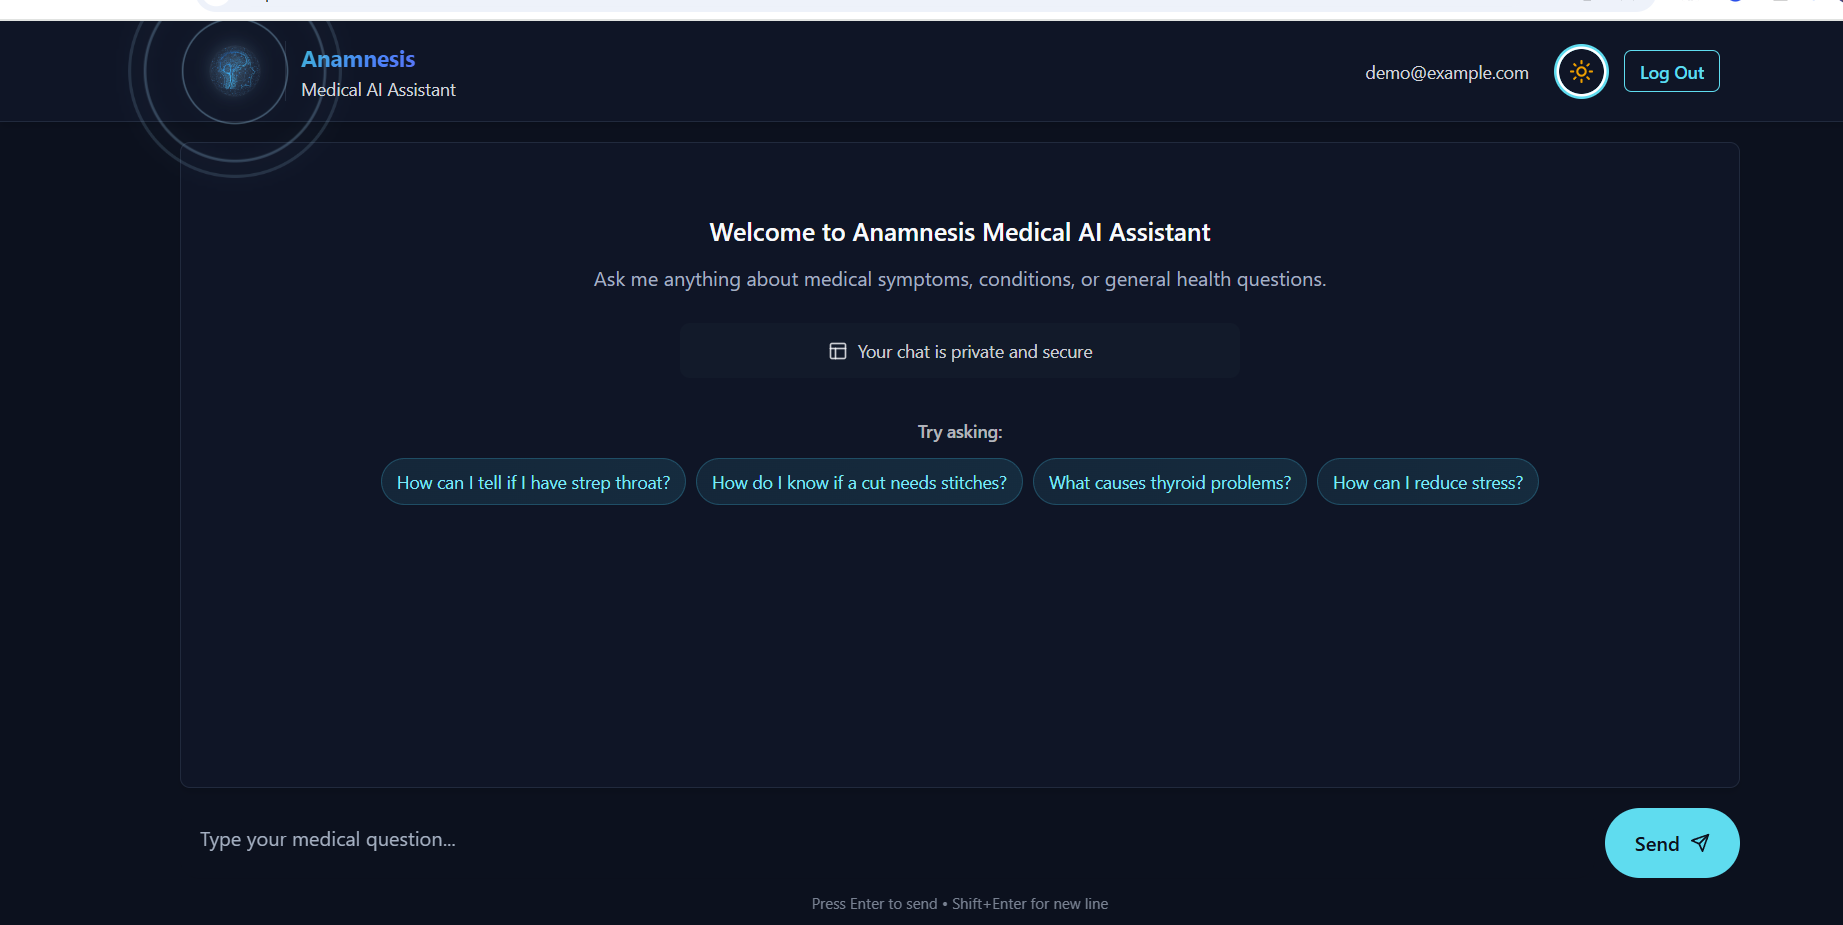 Anamnesis
Medical AI Assistant
demo@example.com
Log Out
Welcome to Anamnesis Medical AI Assistant
Ask me anything about medical symptoms, conditions, or general health questions.
Your chat is private and secure
Try asking:
How can I tell if I have strep throat?
How do I know if a cut needs stitches?
What causes thyroid problems?
How can I reduce stress?
Type your medical question...
Send
Press Enter to send • Shift+Enter for new line